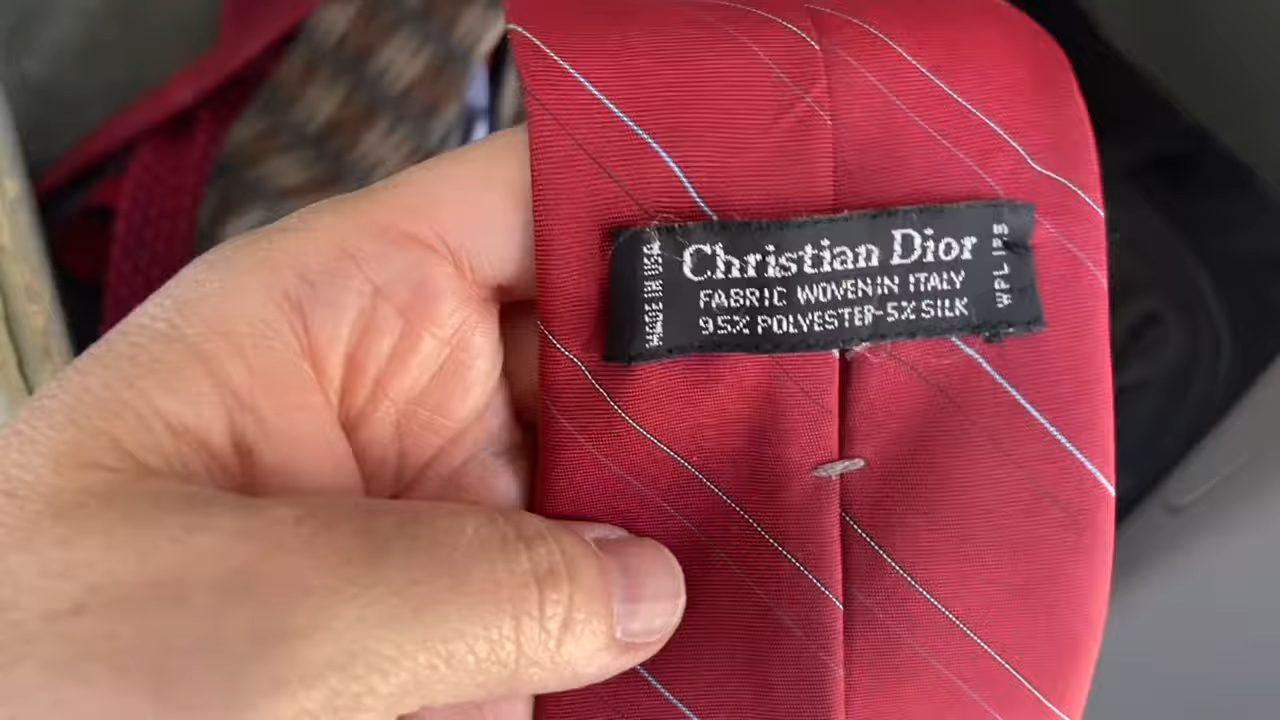 MADE IN USA
Christian Dior
FABRIC WOVEN IN ITALY
95% POLYESTER-5% SILK
WPL